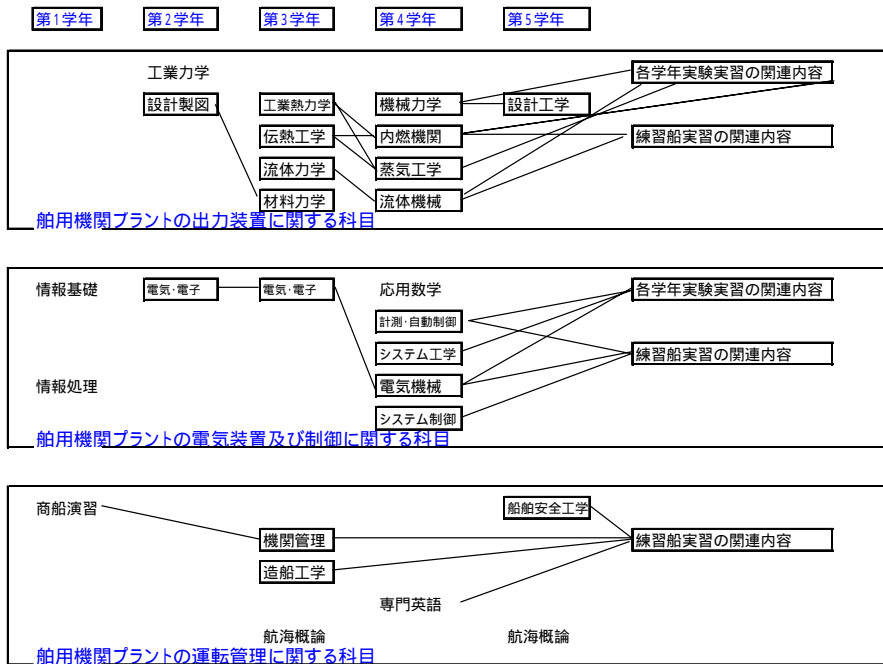 第1学年 第2学年 第3学年 第4学年 第5学年
工業力学 各学年実験実習の関連内容
設計製図 工業熱力学 機械力学 設計工学
伝熱工学 内燃機関 練習船実習の関連内容
流体力学 蒸気工学
材料力学 流体機械
舶用機関プラントの出力装置に関する科目
情報基礎 電気・電子 電気・電子 応用数学 各学年実験実習の関連内容
計測・自動制御
システム工学 練習船実習の関連内容
情報処理 電気機械
システム制御
舶用機関プラントの電気装置及び制御に関する科目
商船演習 船舶安全工学
機関管理 練習船実習の関連内容
造船工学
専門英語
航海概論 航海概論
舶用機関プラントの運転管理に関する科目